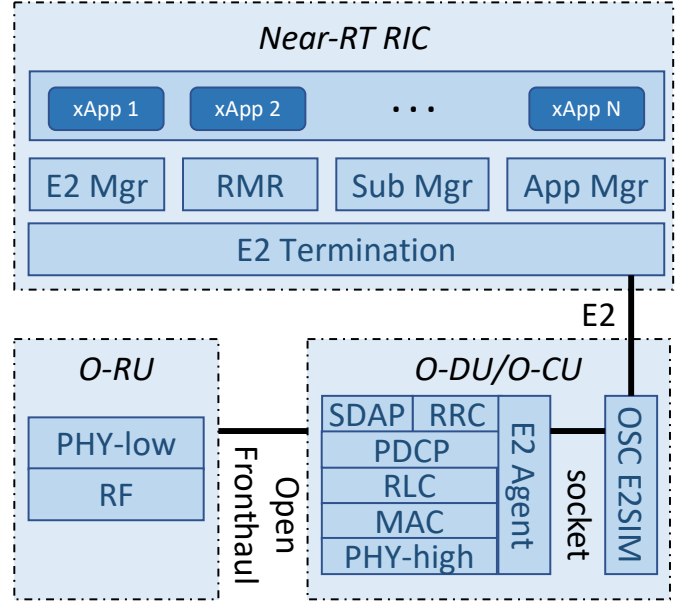 Near-RT RIC
xApp 1 xApp 2 ... xApp N
E2 Mgr RMR Sub Mgr App Mgr
E2 Termination
E2
O-RU
O-DU/O-CU
PHY-low
RF
Open
Fronthaul
SDAP RRC
PDCP
RLC
MAC
PHY-high
E2 Agent
socket
OSC E2SIM